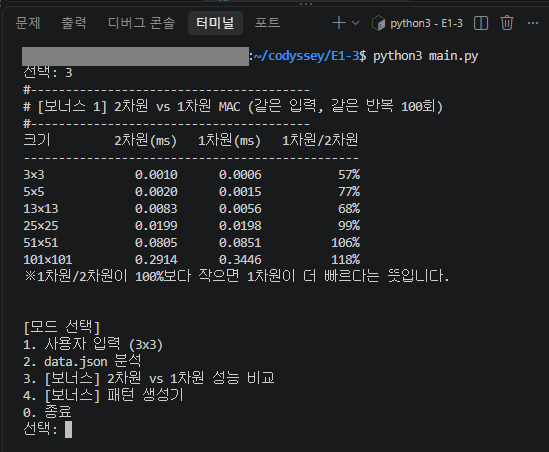 문제 출력 디버그 콘솔 터미널 포트 python3 - E1-3
:~/codyssey/E1-3$ python3 main.py
선택: 3
#---------------------------------------
# [보너스 1] 2차원 vs 1차원 MAC (같은 입력, 같은 반복 100회)
#---------------------------------------
크기 2차원(ms) 1차원(ms) 1차원/2차원
-----------------------------------------------
3×3 0.0010 0.0006 57%
5×5 0.0020 0.0015 77%
13×13 0.0083 0.0056 68%
25×25 0.0199 0.0198 99%
51×51 0.0805 0.0851 106%
101×101 0.2914 0.3446 118%
※1차원/2차원이 100%보다 작으면 1차원이 더 빠르다는 뜻입니다.
[모드 선택]
1. 사용자 입력 (3x3)
2. data.json 분석
3. [보너스] 2차원 vs 1차원 성능 비교
4. [보너스] 패턴 생성기
0. 종료
선택: